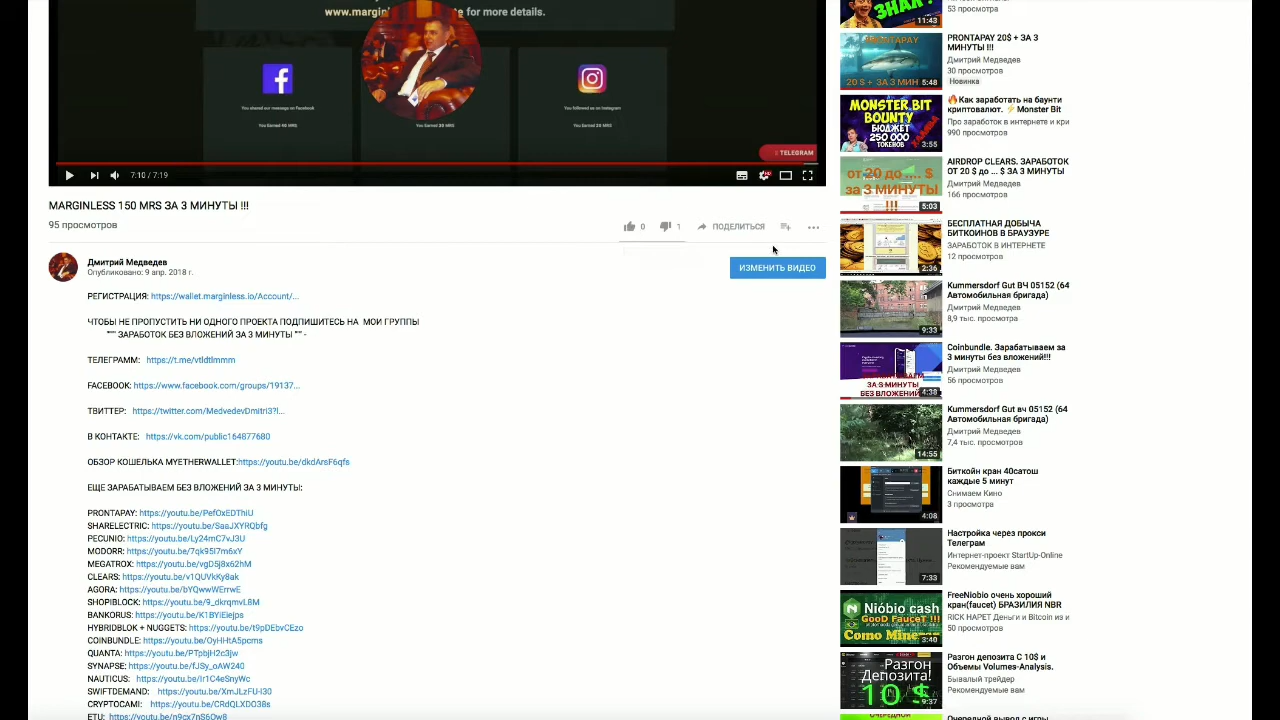 www.margin te for more details.
You shared our message on Facebook
You Earned 40 MRS
You followed us on Instagram
You Earned 20 MRS
TELEGRAM
7:10 / 7:19
MARGINLESS 150 MRS ЗА 3 МИНУТЫ !!!
95 просмотров
0
1
ПОДЕЛИТЬСЯ
Дмитрий Медведев
Опубликовано: 9 апр. 2018 г.
ИЗМЕНИТЬ ВИДЕО
РЕГИСТРАЦИЯ: https://wallet.marginless.io/Account/...
ЧТОБЫ НЕ ПРОПУСТИТЬ ВЫГОДНОГО ПРОЕКТА ПОДПИШИТЕСЬ НА МОИ ГРУППЫ
"" ЗАРАБОТОК БЕЗ ВЛОЖЕНИЙ ЗА 3 МИНУТЫ "" -
ТЕЛЕГРАММ: https://t.me/vtldtlmmm
FACEBOOK: https://www.facebook.com/groups/19137...
ТВИТТЕР: https://twitter.com/MedvedevDmitri3?l...
В КОНТАКТЕ: https://vk.com/public164877680
ОБЗОР КОШЕЛЬКА MYETHERWALLET:https://youtu.be/dkdArsF6qfs
ЕЩЕ ЗАРАБАТЫВАЕМ БЕЗ ВЛОЖЕНИЙ ЗА 3 МИНУТЫ:
PRONTAPAY: https://youtu.be/PefOxEDThiU
SHARELECTRIC: https://youtu.be/SaaJXYRQbfg
PECUNIO: https://youtu.be/Ly24mC7vJ3U
MODORR: https://youtu.be/7qk95l7m6xY
MESTROTOX: https://youtu.be/vgD5j8x62hM
CLEARS: https://youtu.be/v1QUVkKy8ak
AGORA: https://youtu.be/bYQwwWErrwE
SHOPIBLOCK: https://youtu.be/9_dkrqmvL8M
BANKORUS: https://youtu.be/K1BYiEiejps
HYBRIDBLOK + NUGGETS: https://youtu.be/t9pDEbvCEzo
COINBUNDLE: https://youtu.be/OyHHtA5pcms
QUANTA: https://youtu.be/PTpbjH2c3jw
SYNAPSE: https://youtu.be/fJSy_oAW240
NAUTICUS: https://youtu.be/Ir1C4eSnyWc
SWIFTDEMAND: https://youtu.be/XmJLzFU-I30
CRYPTOCAMI: https://youtu.be/CRdQLXDO38s
ETU: https://youtu.be/n9cx7nS6Ow8
ЗНАК?
11:43
53 просмотра
PRONTAPAY
20 $ + ЗА 3 МИН
5:48
PRONTAPAY 20$ + ЗА 3
МИНУТЫ !!!
Дмитрий Медведев
30 просмотров
Новинка
MONSTER BIT
BOUNTY
БЮДЖЕТ
250 000
ТОКЕНОВ
ХАЛЯВА
3:55
🔥Как заработать на баунти
криптовалют. ⚡Monster Bit
Про заработок в интернете и кри
990 просмотров
от 20 до .... $
за 3 МИНУТЫ
!!!
5:03
AIRDROP CLEARS. ЗАРАБОТОК
ОТ 20 $ до ... $ ЗА 3 МИНУТЫ
Дмитрий Медведев
166 просмотров
2:36
БЕСПЛАТНАЯ ДОБЫЧА
БИТКОИНОВ В БРАУЗУРЕ
ЗАРАБОТОК В ИНТЕРНЕТЕ
12 просмотров
9:33
Kummersdorf Gut ВЧ 05152 (64
Автомобильная бригада)
Дмитрий Медведев
8,9 тыс. просмотра
ЗА 3 МИНУТЫ
БЕЗ ВЛОЖЕНИЙ
4:38
Coinbundle. Зарабатываем за
3 минуты без вложений!!!
Дмитрий Медведев
56 просмотров
14:55
Kummersdorf Gut вч 05152 (64
Автомобильная бригада)
Дмитрий Медведев
7,4 тыс. просмотров
4:08
Биткойн кран 40сатош
каждые 5 минут
Снимаем Кино
3 просмотра
7:33
Настройка через прокси
Телеграм
Интернет-проект StartUp-Online
Рекомендуемые вам
Nióbio cash
GooD Faucet !!!
Como Minerar
3:40
FreeNiobio очень хороший
кран(faucet) БРАЗИЛИЯ NBR
RICK HAPET Деньги и Bitcoin из и
50 просмотров
Разгон
Депозита!
10 $
9:37
Разгон депозита С 10$ и
Объемы Volumes-Analysis.
Бывалый трейдер
Рекомендуемые вам
ОЧЕРЕДНОЙ
Очередной вывод с игры